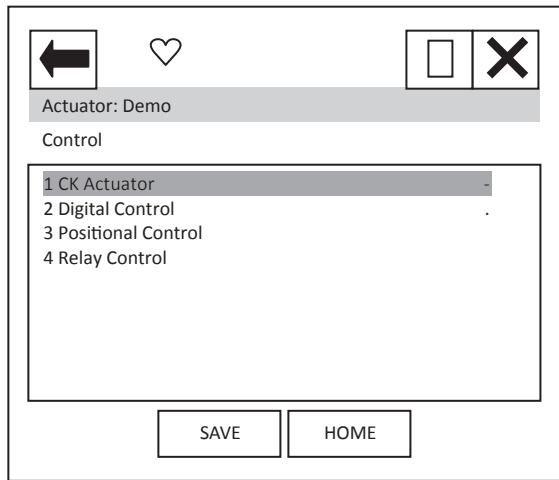 Actuator: Demo
Control
1 CK Actuator -
2 Digital Control .
3 Positional Control
4 Relay Control
SAVE HOME